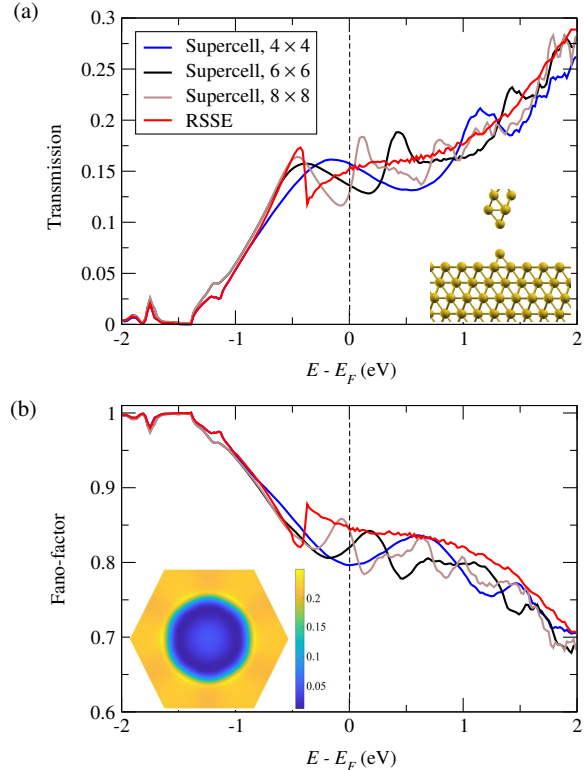 (a)
0.3
0.25
0.2
0.15
0.1
0.05
0
Transmission
Supercell, 4 × 4
Supercell, 6 × 6
Supercell, 8 × 8
RSSE
-2 -1 0 1 2
E - E_F (eV)
(b)
1
0.9
0.8
0.7
0.6
Fano-factor
0.2
0.15
0.1
0.05
-2 -1 0 1 2
E - E_F (eV)